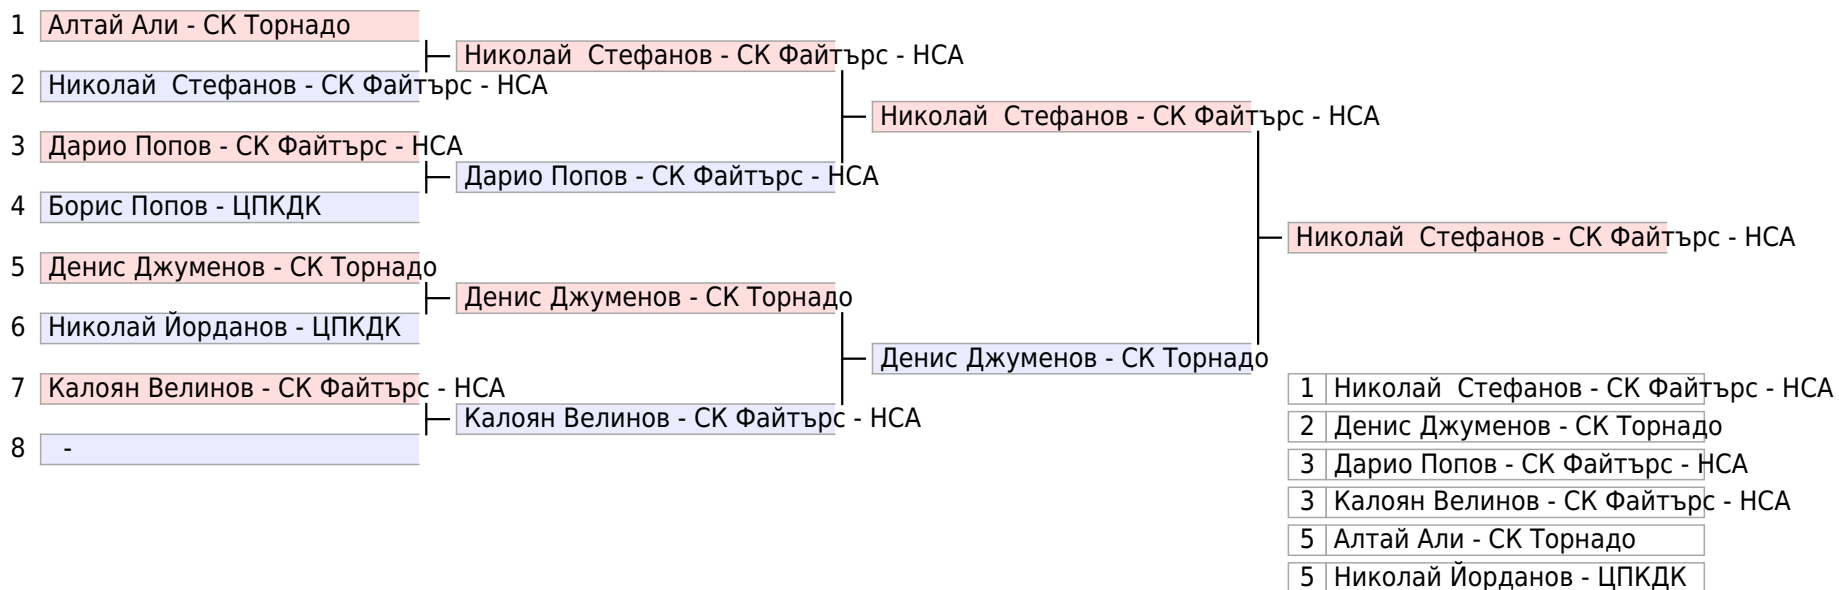 1 Алтай Али - СК Торнадо
2 Николай  Стефанов - СК Файтърс - НСА
3 Дарио Попов - СК Файтърс - НСА
4 Борис Попов - ЦПКДК
5 Денис Джуменов - СК Торнадо
6 Николай Йорданов - ЦПКДК
7 Калоян Велинов - СК Файтърс - НСА
8 -
Николай  Стефанов - СК Файтърс - НСА
Дарио Попов - СК Файтърс - НСА
Денис Джуменов - СК Торнадо
Калоян Велинов - СК Файтърс - НСА
Николай  Стефанов - СК Файтърс - НСА
Денис Джуменов - СК Торнадо
Николай  Стефанов - СК Файтърс - НСА
1 Николай  Стефанов - СК Файтърс - НСА
2 Денис Джуменов - СК Торнадо
3 Дарио Попов - СК Файтърс - НСА
3 Калоян Велинов - СК Файтърс - НСА
5 Алтай Али - СК Торнадо
5 Николай Йорданов - ЦПКДК